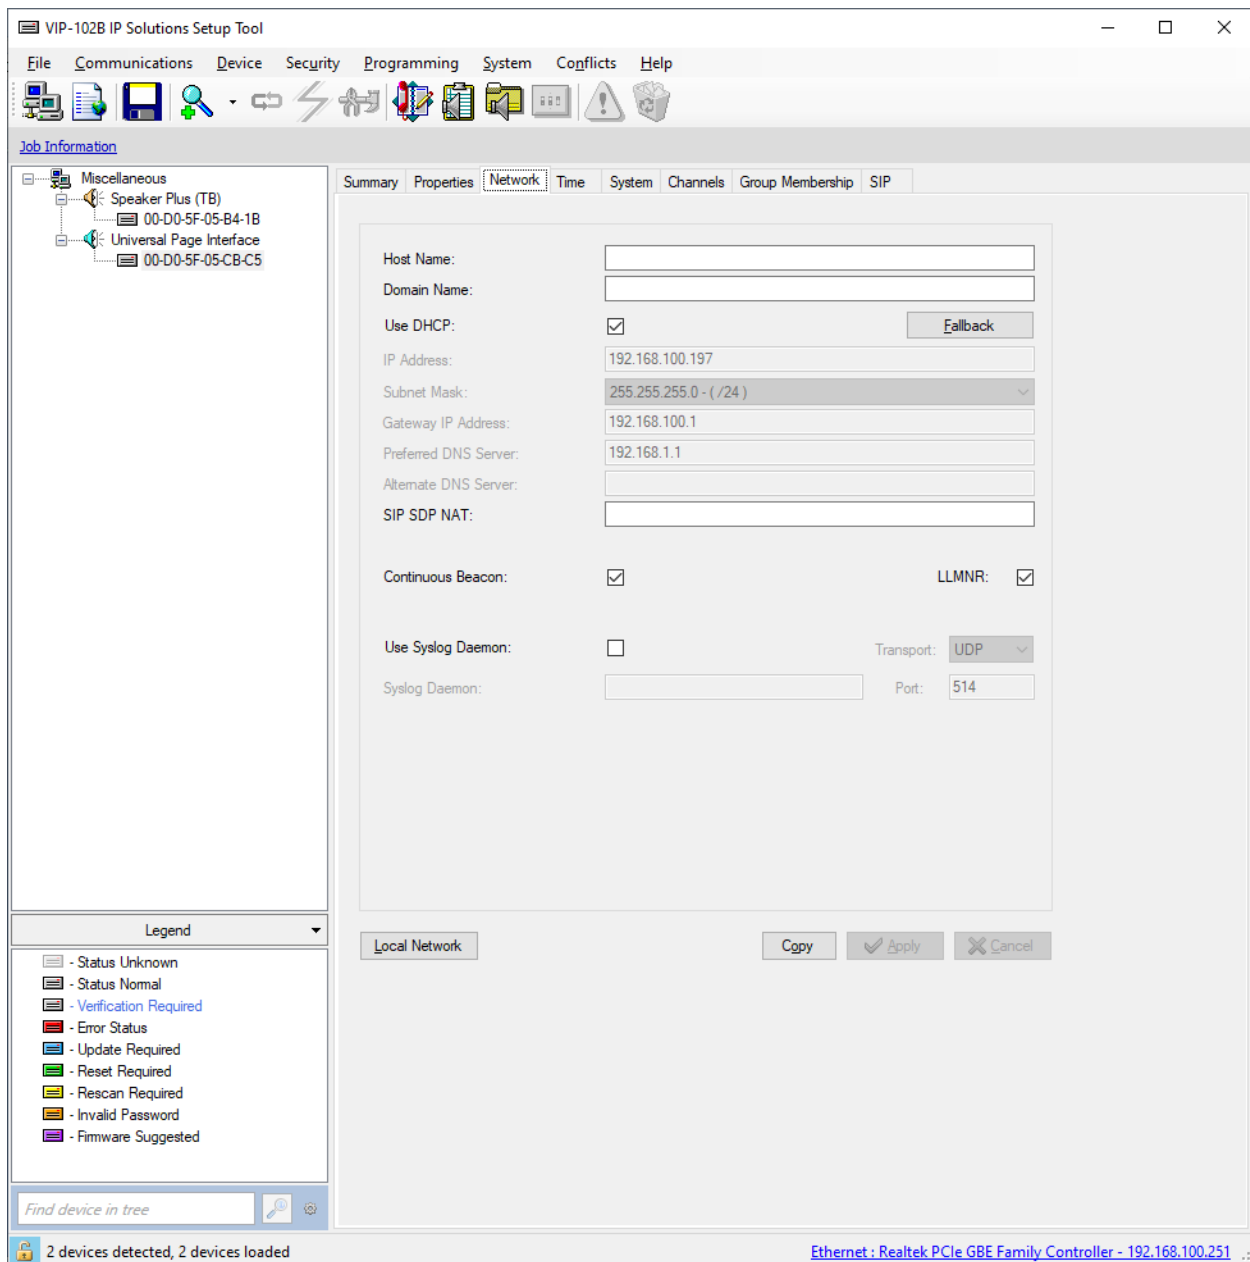 VIP-102B IP Solutions Setup Tool
File Communications Device Security Programming System Conflicts Help
Job Information
Miscellaneous
Speaker Plus (TB)
00-D0-5F-05-B4-1B
Universal Page Interface
00-D0-5F-05-CB-C5
Summary Properties Network Time System Channels Group Membership SIP
Host Name:
Domain Name:
Use DHCP: Fallback
IP Address: 192.168.100.197
Subnet Mask: 255.255.255.0 - ( /24 )
Gateway IP Address: 192.168.100.1
Preferred DNS Server: 192.168.1.1
Alternate DNS Server:
SIP SDP NAT:
Continuous Beacon: LLMNR:
Use Syslog Daemon: Transport: UDP
Syslog Daemon: Port: 514
Local Network Copy Apply Cancel
Legend
- Status Unknown
- Status Normal
- Verification Required
- Error Status
- Update Required
- Reset Required
- Rescan Required
- Invalid Password
- Firmware Suggested
Find device in tree
2 devices detected, 2 devices loaded
Ethernet : Realtek PCIe GBE Family Controller - 192.168.100.251